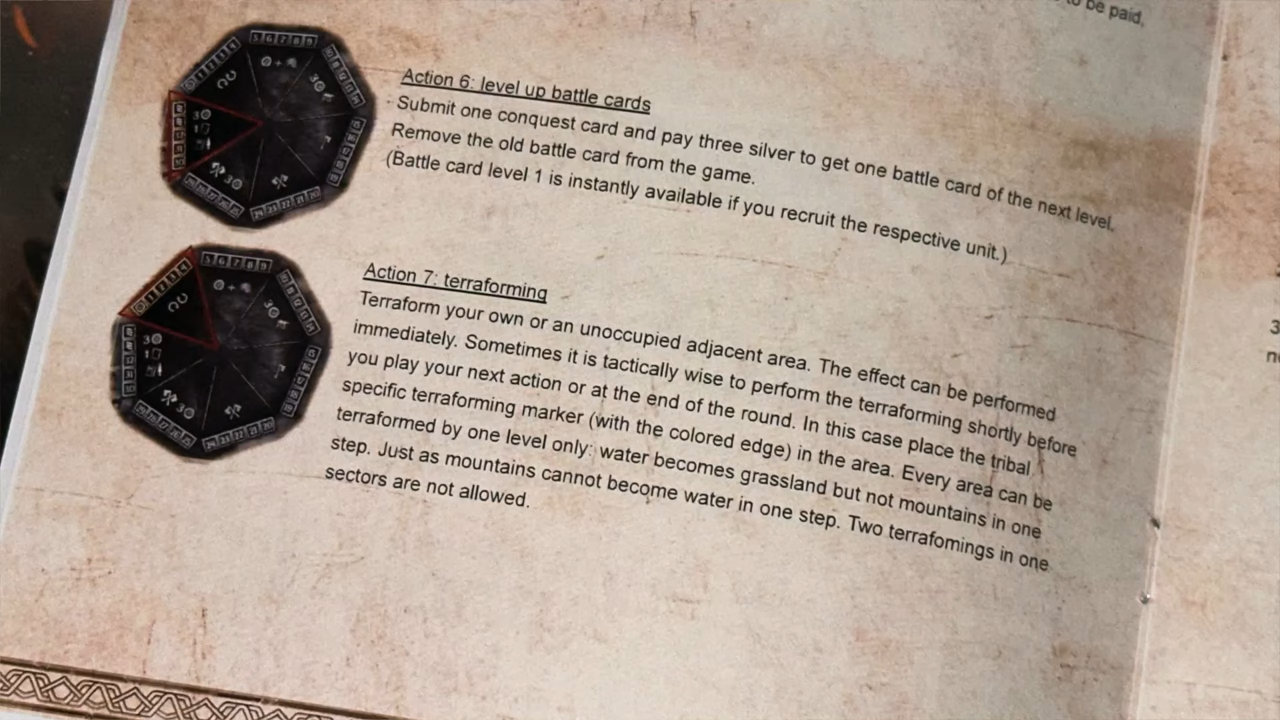 to be paid,
Action 6: level up battle cards
Submit one conquest card and pay three silver to get one battle card of the next level.
Remove the old battle card from the game.
(Battle card level 1 is instantly available if you recruit the respective unit.)
Action 7: terraforming
Terraform your own or an unoccupied adjacent area. The effect can be performed
immediately. Sometimes it is tactically wise to perform the terraforming shortly before
you play your next action or at the end of the round. In this case place the tribal
specific terraforming marker (with the colored edge) in the area. Every area can be
terraformed by one level only: water becomes grassland but not mountains in one
step. Just as mountains cannot become water in one step. Two terrafomings in one
sectors are not allowed.